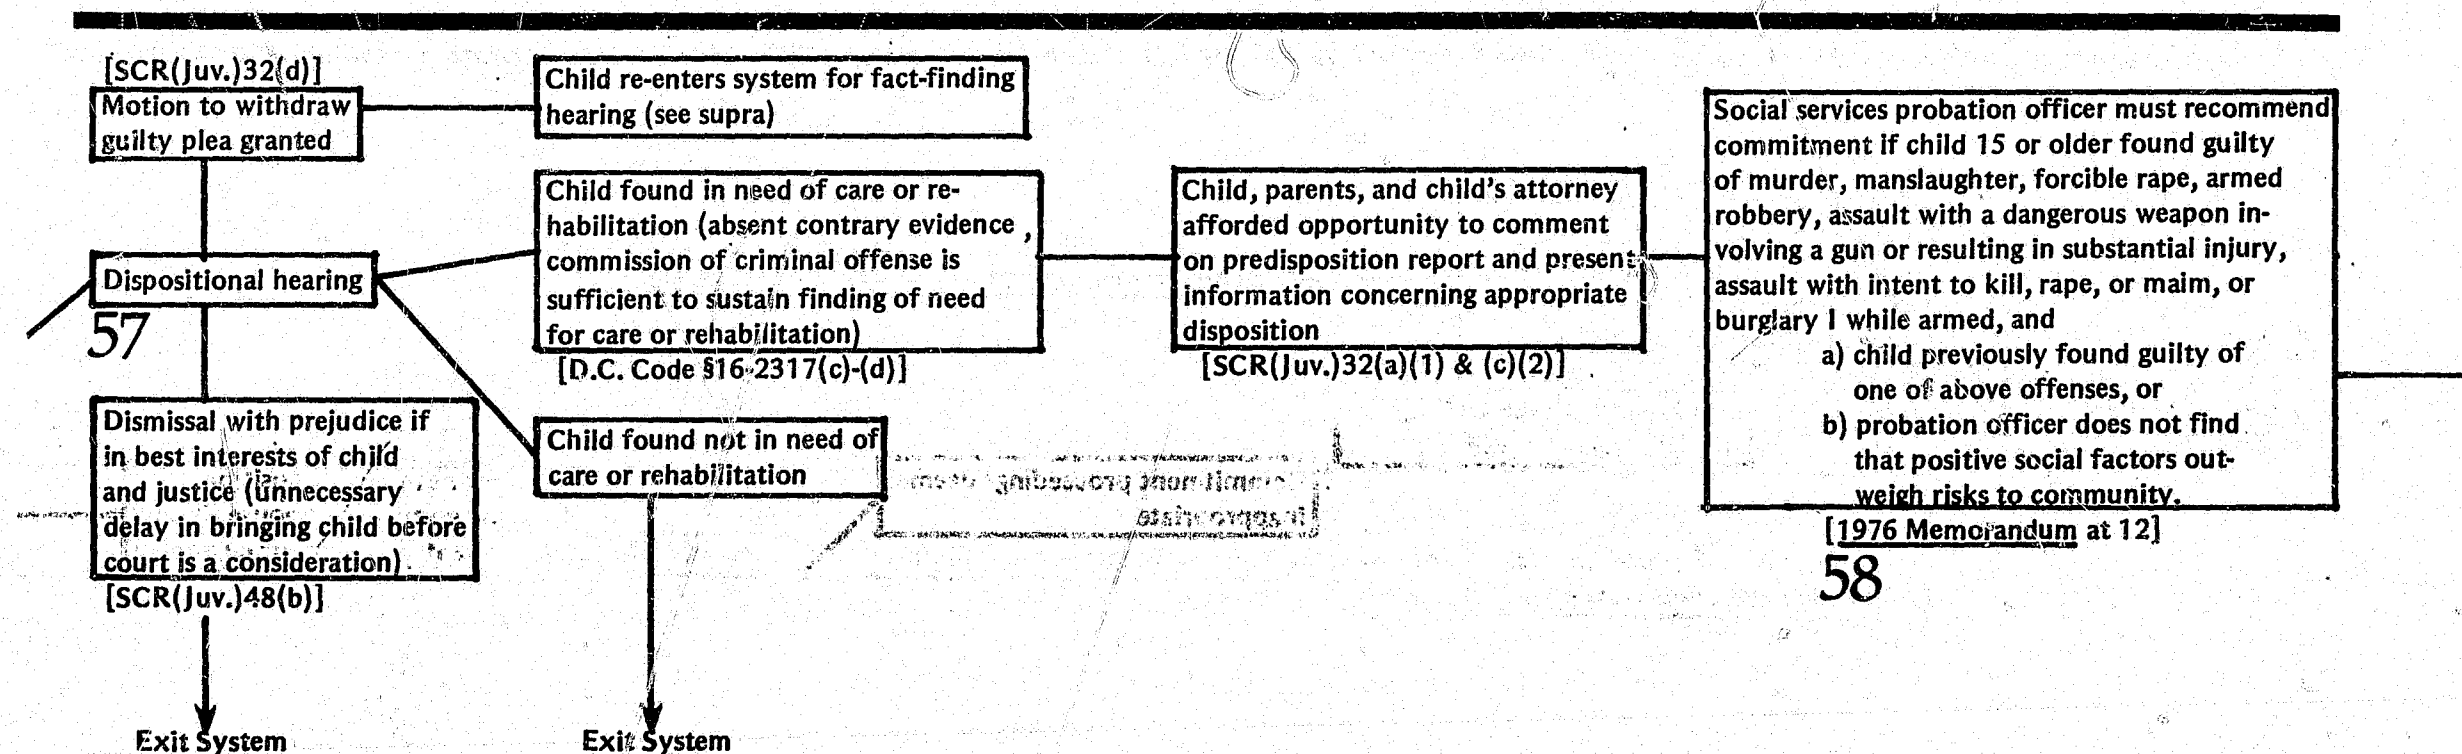 [SCR(Juv.)32(d)]
Motion to withdraw
guilty plea granted
Child re-enters system for fact-finding
hearing (see supra)
Dispositional hearing
57
Child found in need of care or re-
habilitation (absent contrary evidence ,
commission of criminal offense is
sufficient to sustain finding of need
for care or rehabilitation)
[D.C. Code §16-2317(c)-(d)]
Child, parents, and child's attorney
afforded opportunity to comment
on predisposition report and present
information concerning appropriate
disposition
[SCR(Juv.)32(a)(1) & (c)(2)]
Social services probation officer must recommend
commitment if child 15 or older found guilty
of murder, manslaughter, forcible rape, armed
robbery, assault with a dangerous weapon in-
volving a gun or resulting in substantial injury,
assault with intent to kill, rape, or maim, or
burglary I while armed, and
a) child previously found guilty of
one of above offenses, or
b) probation officer does not find
that positive social factors out-
weigh risks to community.
[1976 Memorandum at 12]
58
Dismissal with prejudice if
in best interests of child
and justice (unnecessary
delay in bringing child before
court is a consideration)
[SCR(Juv.)48(b)]
Exit System
Child found not in need of
care or rehabilitation
Exit System